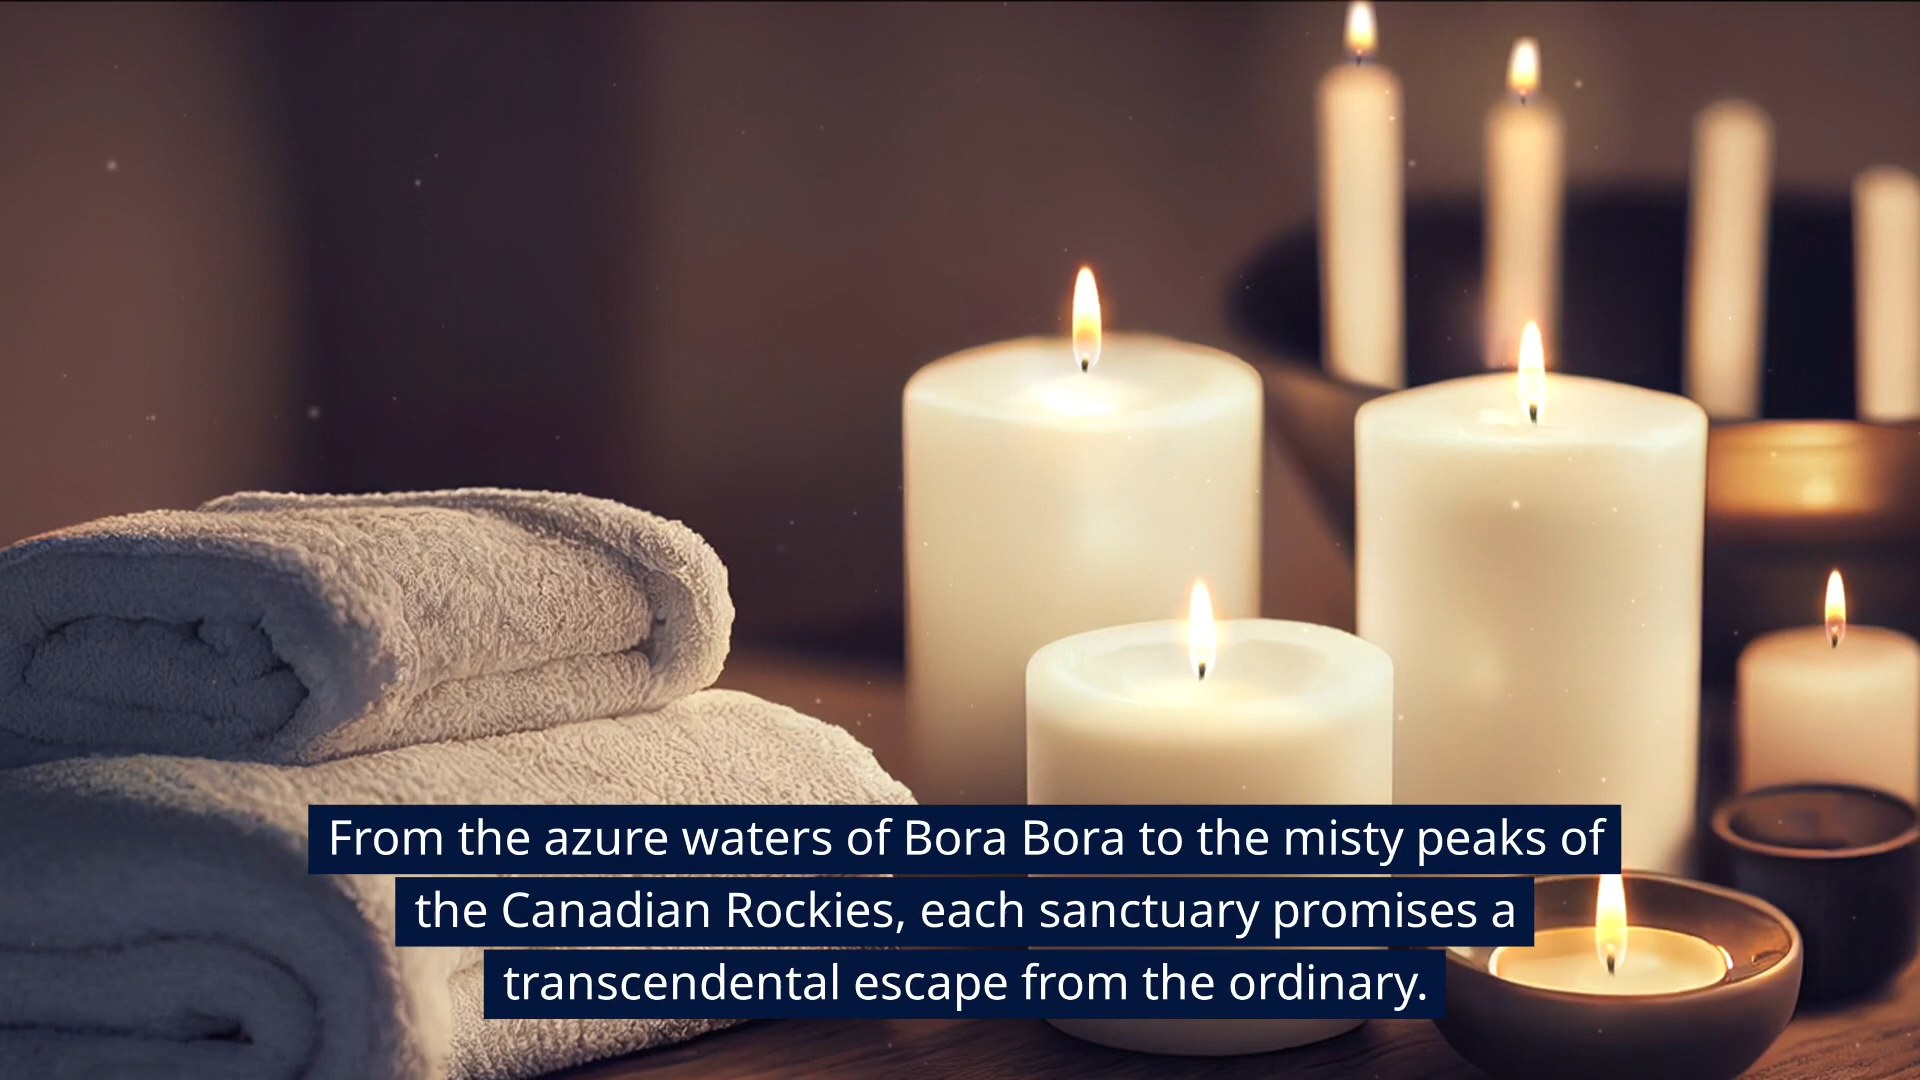 From the azure waters of Bora Bora to the misty peaks of
the Canadian Rockies, each sanctuary promises a
transcendental escape from the ordinary.